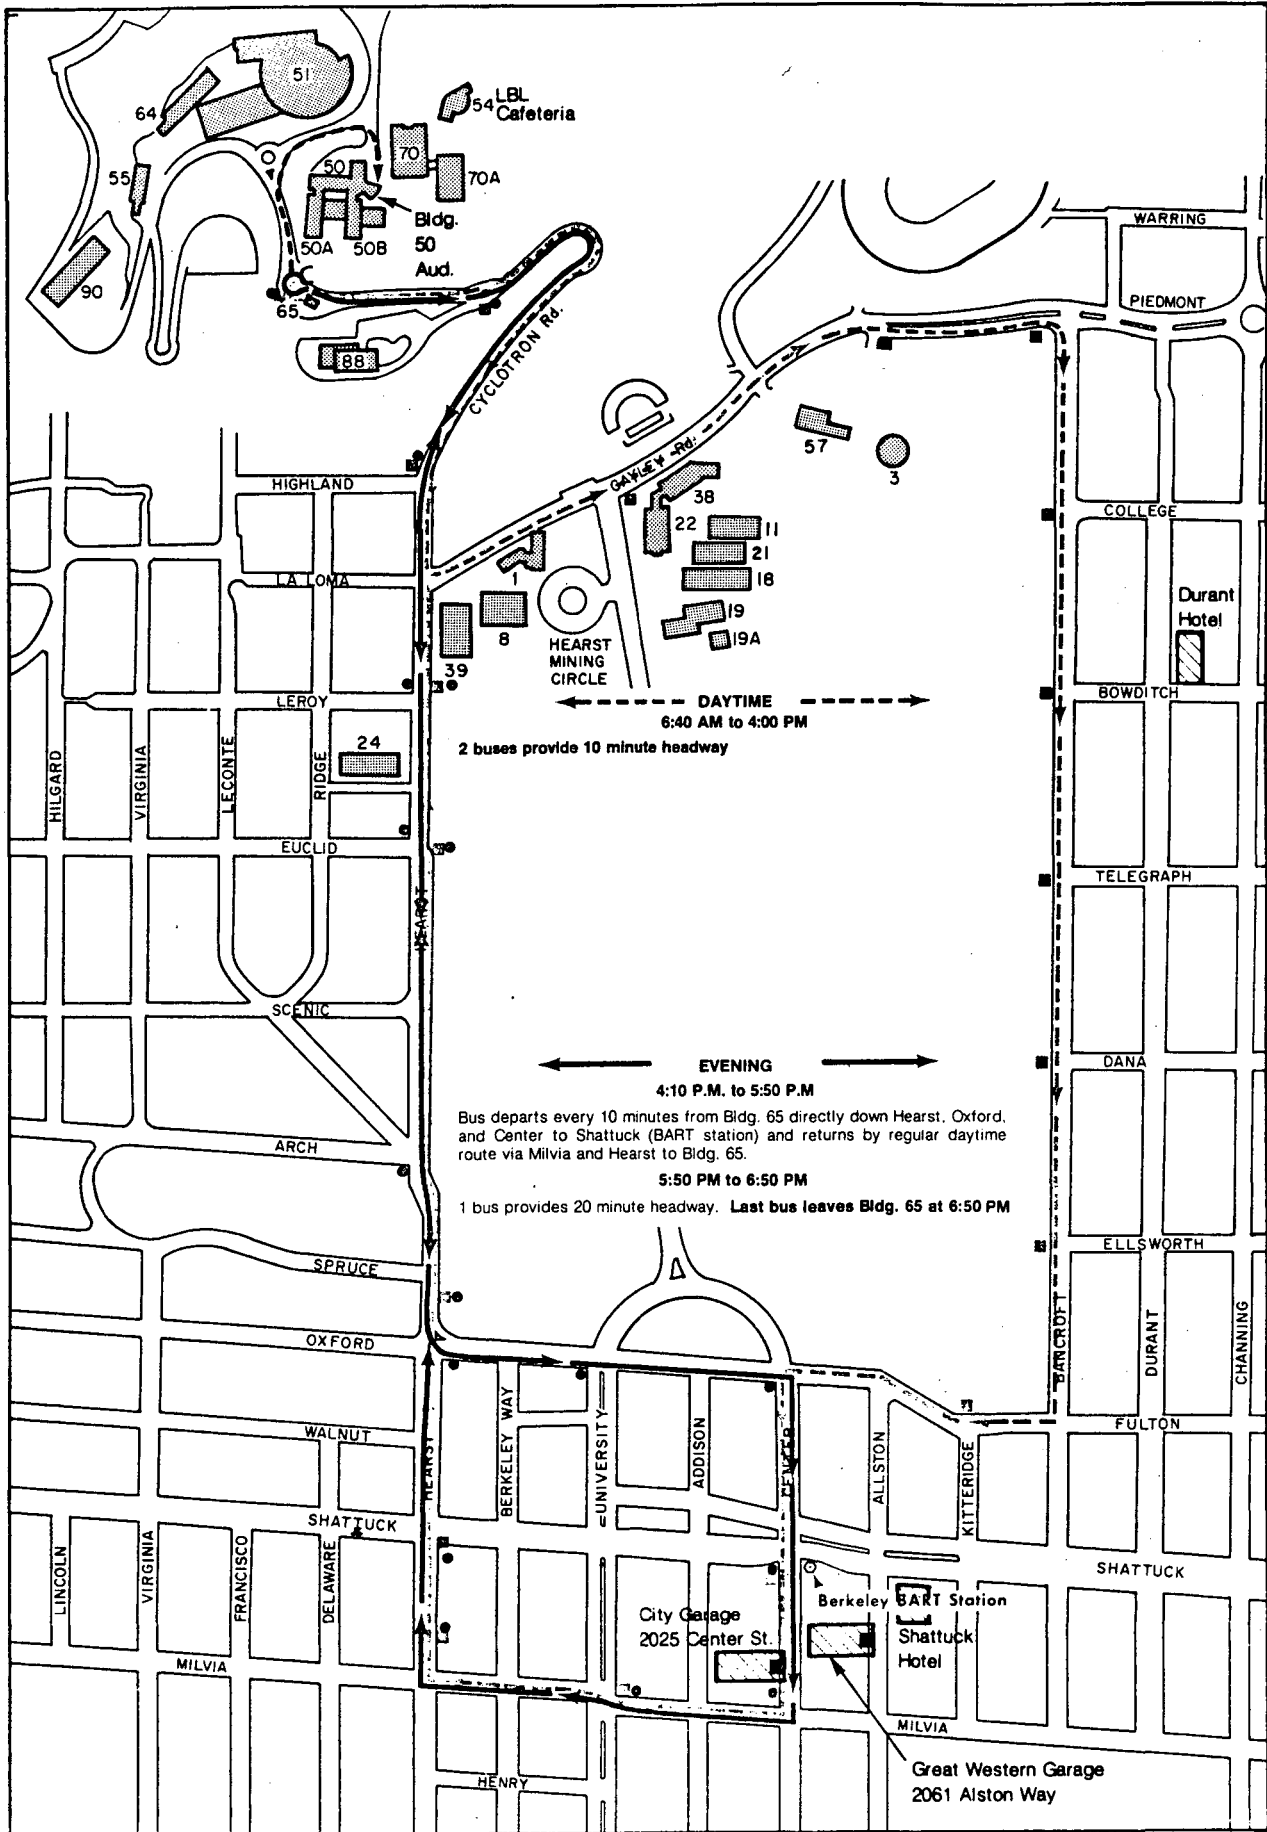 51
64
54 LBL
Cafeteria
70
55
50
70A
Bldg.
50
Aud.
50A
50B
90
65
88
CYCLOTRON Rd.
WARRING
PIEDMONT
57
3
HIGHLAND
GAYLEY Rd.
38
22
11
21
18
COLLEGE
LA LOMA
1
8
39
19
19A
HEARST
MINING
CIRCLE
Durant
Hotel
LEROY
BOWDITCH
DAYTIME
6:40 AM to 4:00 PM
2 buses provide 10 minute headway
24
HILGARD
VIRGINIA
LECONTE
RIDGE
EUCLID
TELEGRAPH
HEARST
SCENIC
EVENING
DANA
4:10 P.M. to 5:50 P.M
Bus departs every 10 minutes from Bldg. 65 directly down Hearst, Oxford,
and Center to Shattuck (BART station) and returns by regular daytime
route via Milvia and Hearst to Bldg. 65.
ARCH
5:50 PM to 6:50 PM
1 bus provides 20 minute headway. Last bus leaves Bldg. 65 at 6:50 PM
SPRUCE
ELLSWORTH
OXFORD
BANCROFT
DURANT
CHANNING
WALNUT
HEARST
BERKELEY WAY
UNIVERSITY
ADDISON
CENTER
ALLSTON
KITTERIDGE
FULTON
SHATTUCK
LINCOLN
VIRGINIA
FRANCISCO
DELAWARE
SHATTUCK
Berkeley BART Station
City Garage
2025 Center St.
Shattuck
Hotel
MILVIA
MILVIA
Great Western Garage
2061 Alston Way
HENRY